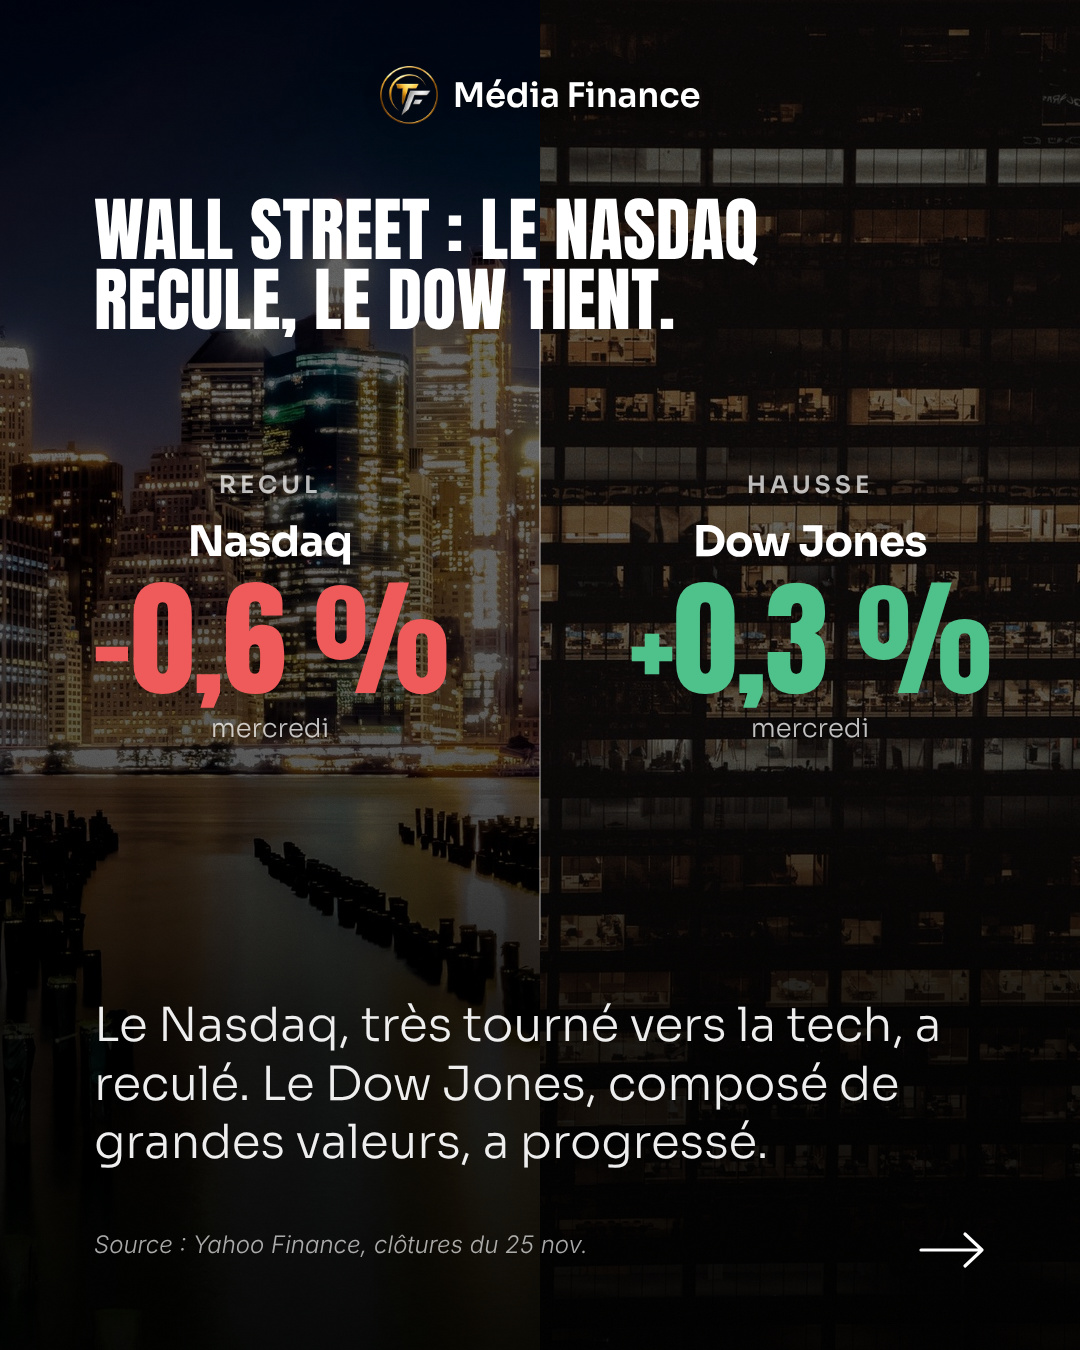 TF Média Finance
WALL STREET : LE NASDAQ
RECULE, LE DOW TIENT.
RECUL
Nasdaq
-0,6 %
mercredi
HAUSSE
Dow Jones
+0,3 %
mercredi
Le Nasdaq, très tourné vers la tech, a
reculé. Le Dow Jones, composé de
grandes valeurs, a progressé.
Source : Yahoo Finance, clôtures du 25 nov.